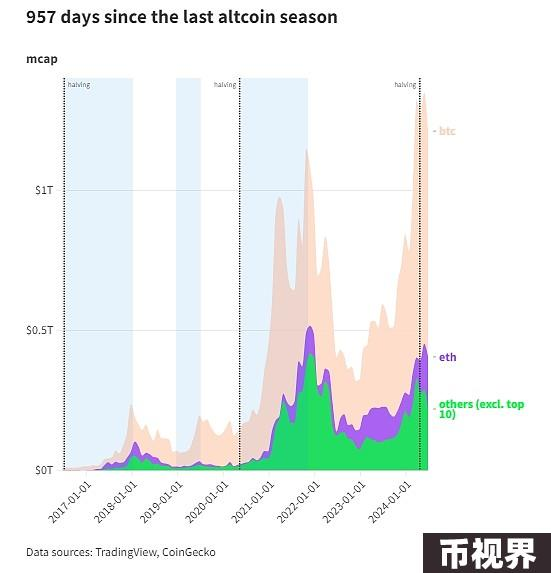 957 days since the last altcoin season
mcap
halving
halving
halving
btc
$1T
$0.5T
eth
others (excl. top
10)
$0T
2017-01-01
2018-01-01
2019-01-01
2020-01-01
2021-01-01
2022-01-01
2023-01-01
2024-01-01
Data sources: TradingView, CoinGecko
币视界